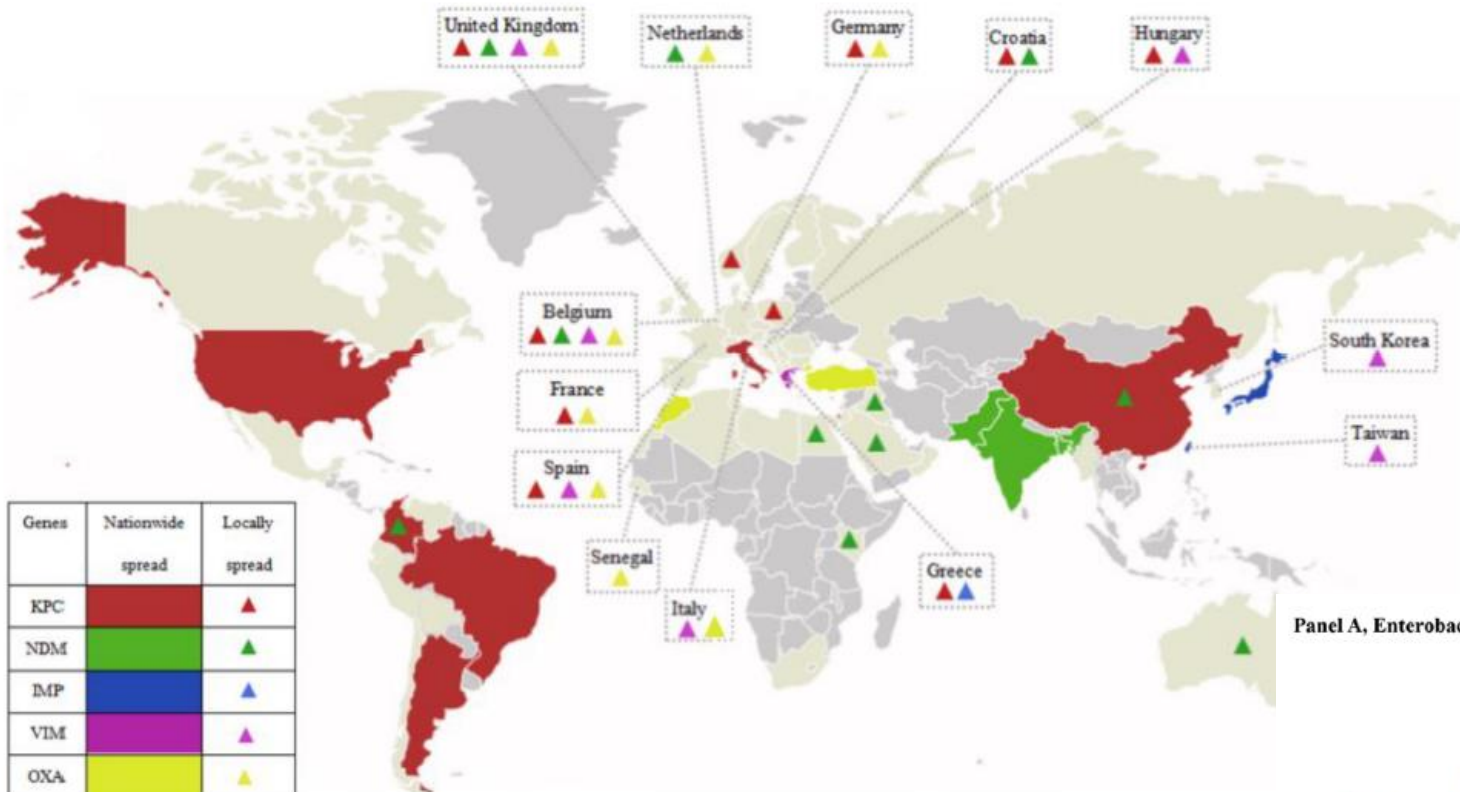 United Kingdom
Netherlands
Germany
Croatia
Hungary
Belgium
France
Spain
Senegal
Italy
Greece
South Korea
Taiwan
Genes Nationwide spread Locally spread
KPC
NDM
IMP
VIM
OXA
Panel A, Enterobac